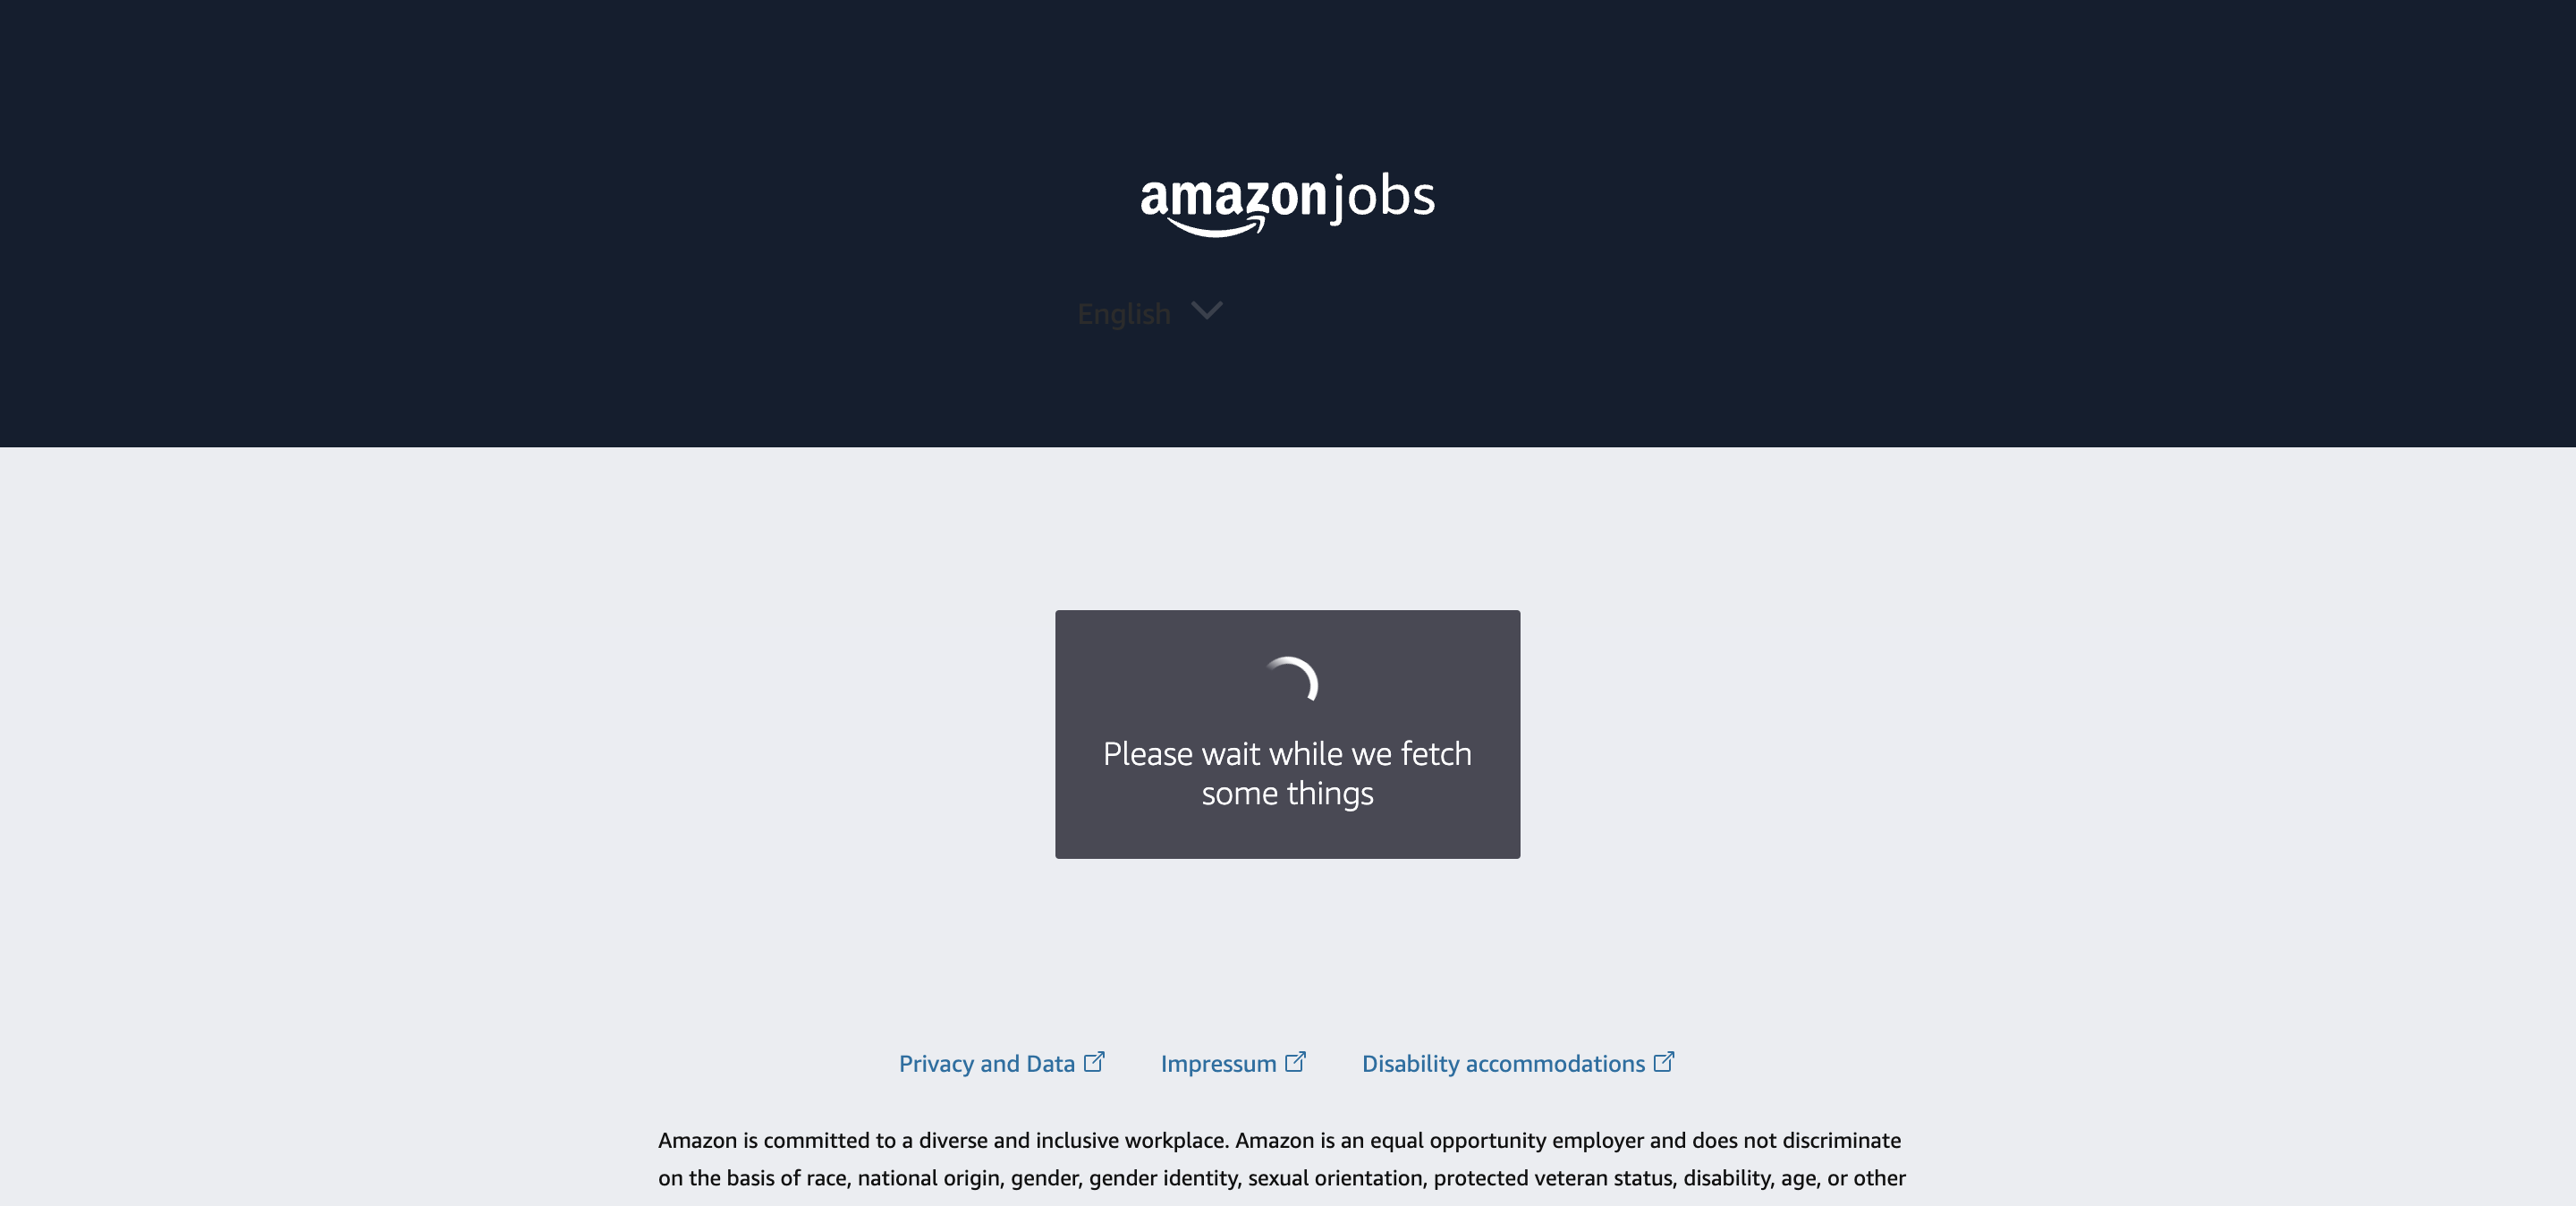 amazon jobs
English
Please wait while we fetch
some things
Privacy and Data
Impressum
Disability accommodations
Amazon is committed to a diverse and inclusive workplace. Amazon is an equal opportunity employer and does not discriminate
on the basis of race, national origin, gender, gender identity, sexual orientation, protected veteran status, disability, age, or other